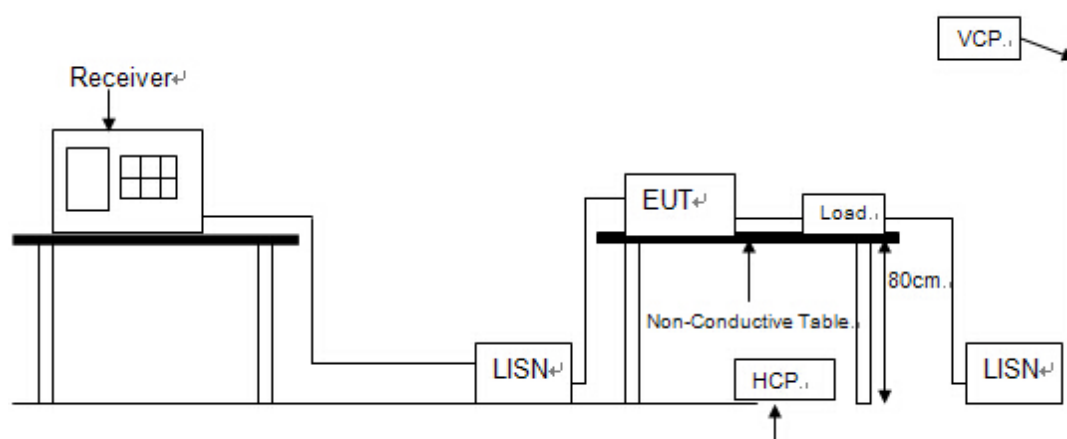 VCP.
Receiver
EUT
Load.
80cm.
Non-Conductive Table.
LISN
HCP.
LISN